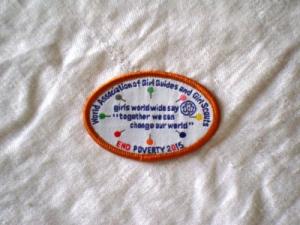 World Association of Girl Guides and Girl Scouts
girls worldwide say
"together we can
change our world"
END POVERTY 2015